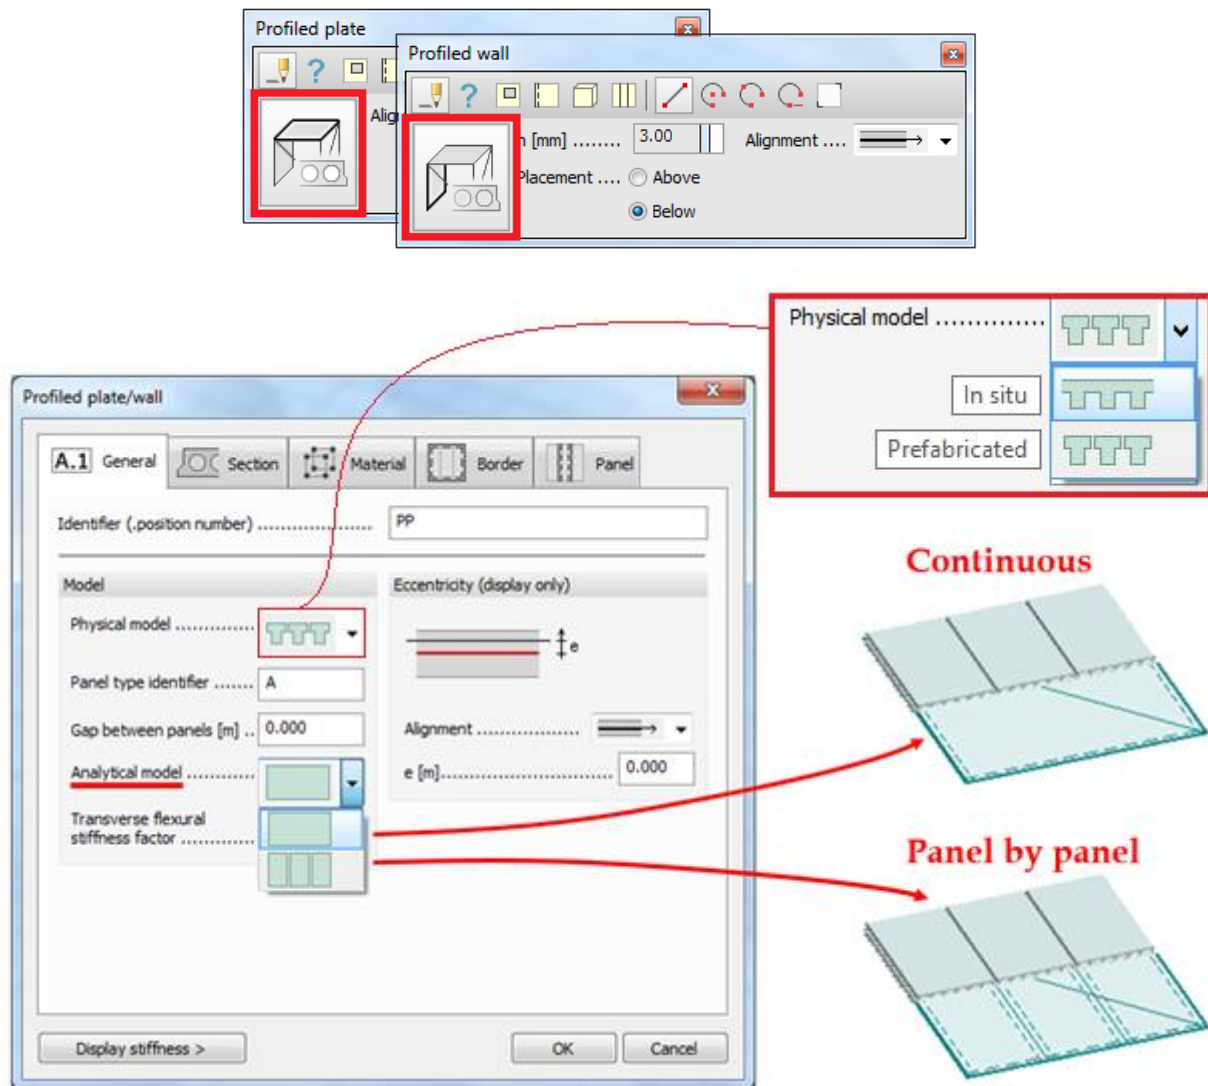 Profiled plate
Profiled wall
Alig
n [mm] ........ 3.00 Alignment ....
Placement .... Above
Below
Physical model ..............
In situ
Prefabricated
Profiled plate/wall
A.1 General Section Material Border Panel
Identifier (.position number) .................... PP
Model Eccentricity (display only)
Physical model ..............
e
Panel type identifier ....... A
Gap between panels [m] .. 0.000 Alignment ..................
Analytical model ............ e [m].............................. 0.000
Transverse flexural
stiffness factor .............
Display stiffness > OK Cancel
Continuous
Panel by panel